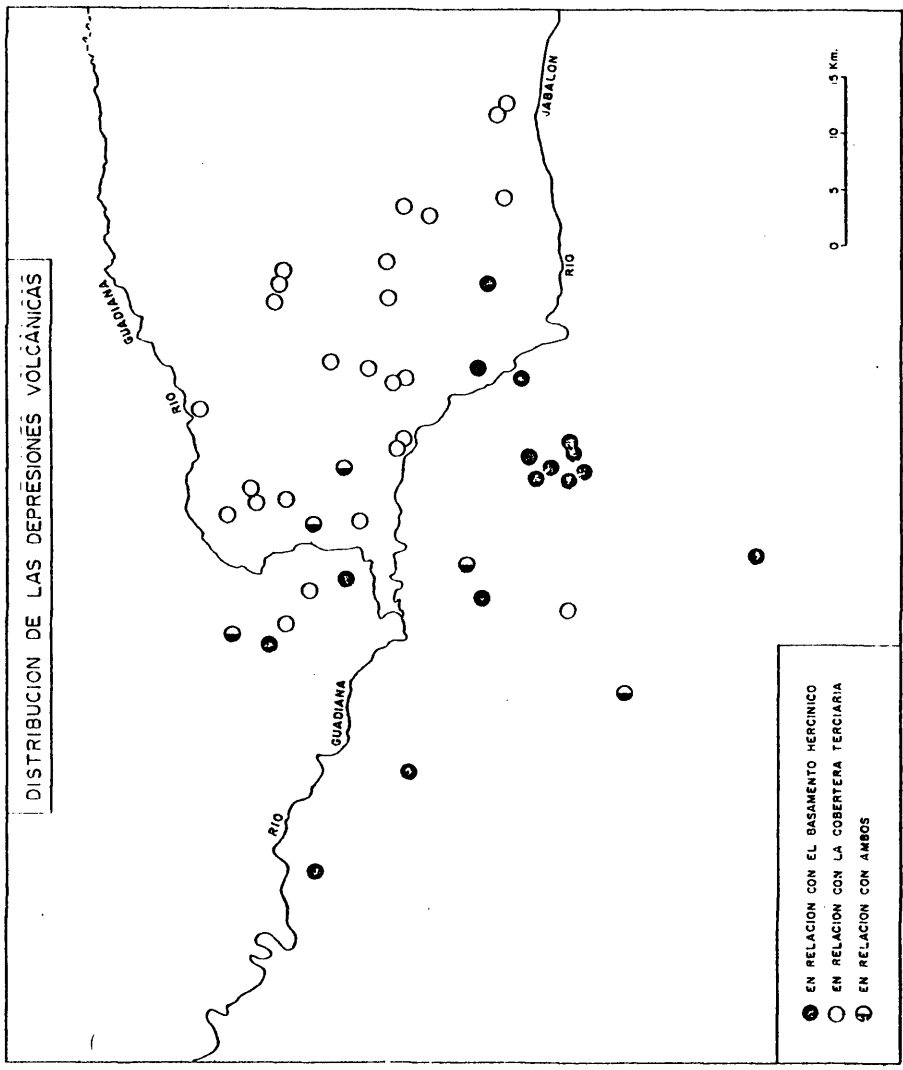 DISTRIBUCION DE LAS DEPRESIONES VOLCÁNICAS
RIO
GUADIANA
RIO
GUADIANA
RIO
JABALON
0 5 10 15 Km.
EN RELACION CON EL BASAMENTO HERCINICO
EN RELACION CON LA COBERTERA TERCIARIA
EN RELACION CON AMBOS